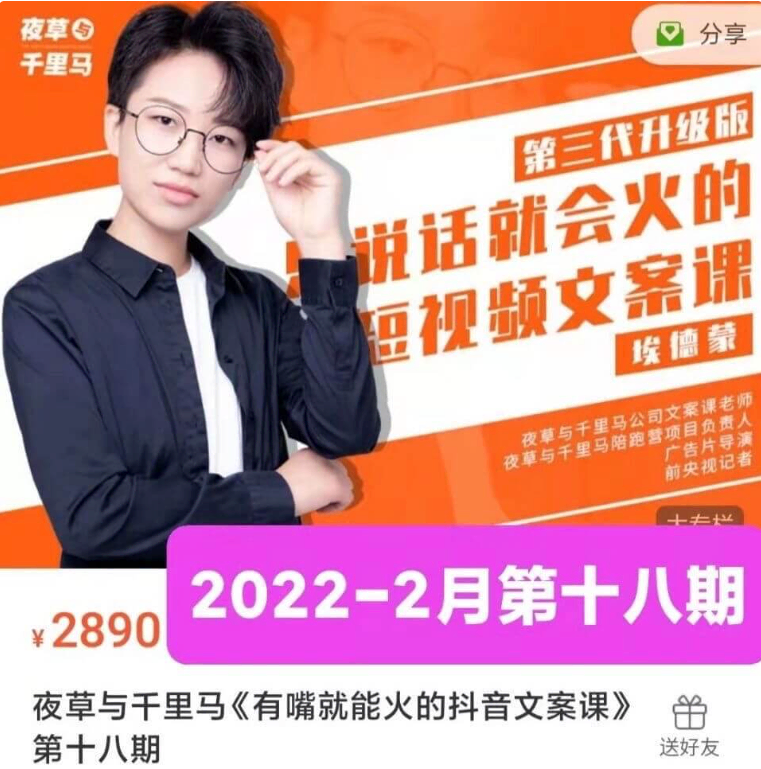 夜草与
千里马
分享
第三代升级版
说话就会火的
短视频文案课
埃德蒙
夜草与千里马公司文案课老师
夜草与千里马陪跑营项目负责人
广告片导演
前央视记者
大专栏
2022-2月第十八期
¥2890
夜草与千里马《有嘴就能火的抖音文案课》
第十八期
送好友